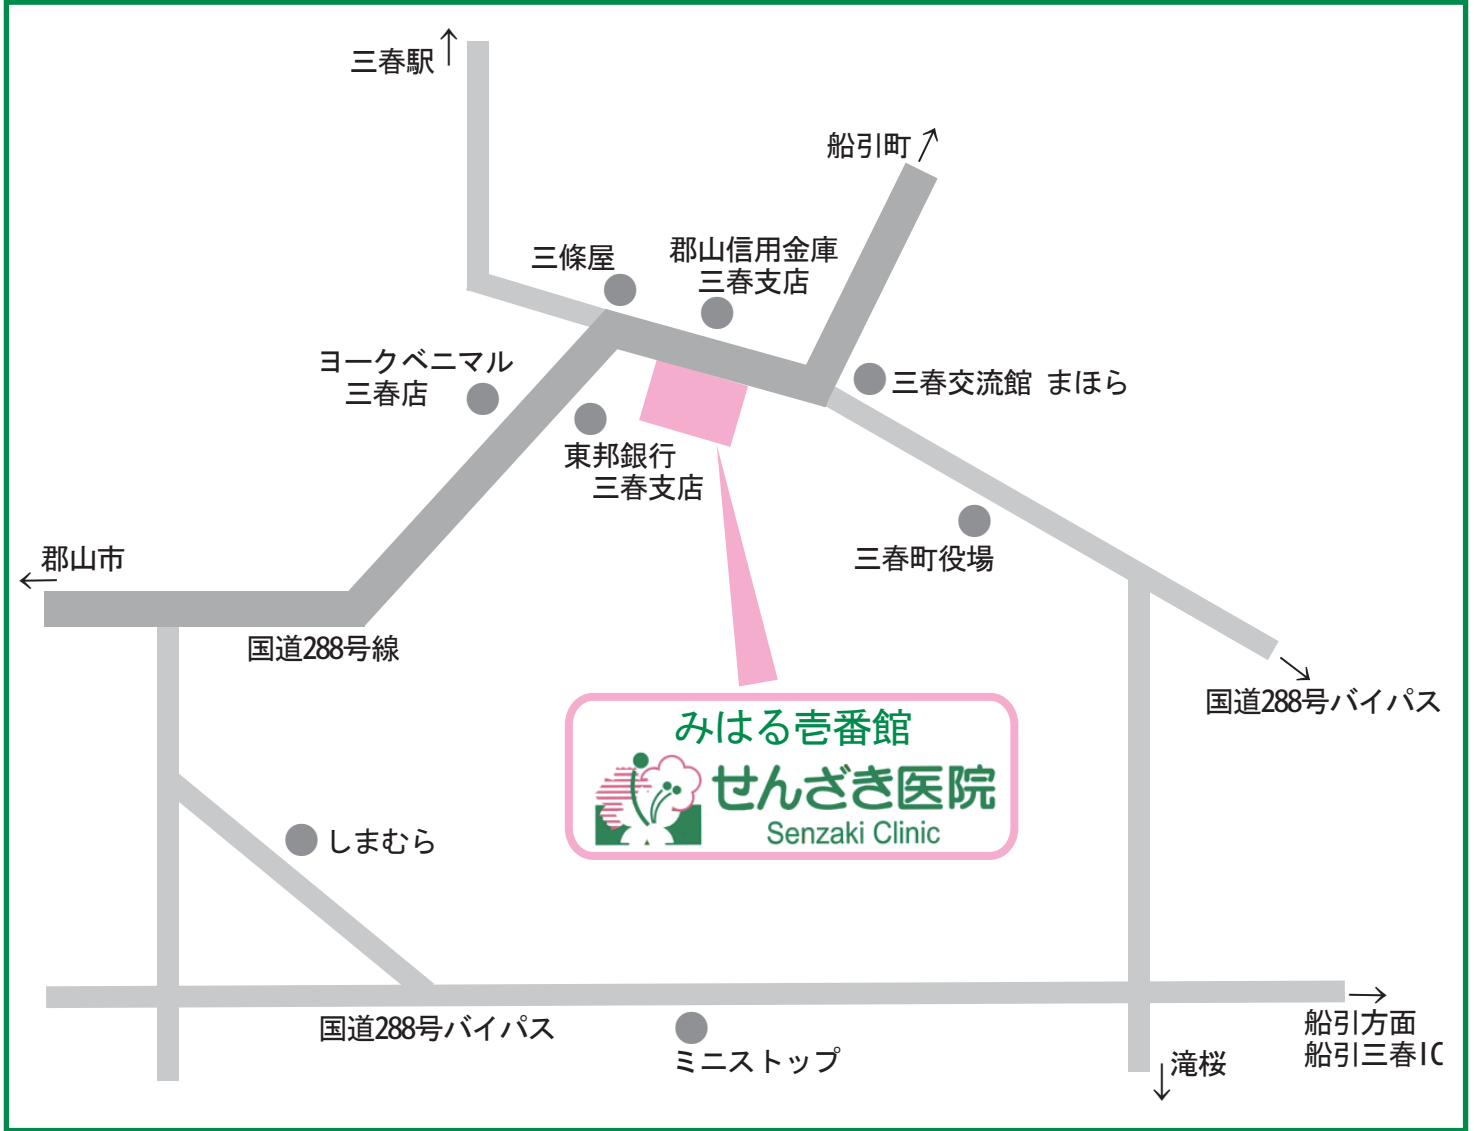 三春駅
船引町
三條屋
郡山信用金庫
三春支店
ヨークベニマル
三春店
三春交流館 まほら
東邦銀行
三春支店
郡山市
三春町役場
国道288号線
国道288号バイパス
みはる壱番館
せんざき医院
Senzaki Clinic
しまむら
国道288号バイパス
ミニストップ
船引方面
船引三春IC
滝桜